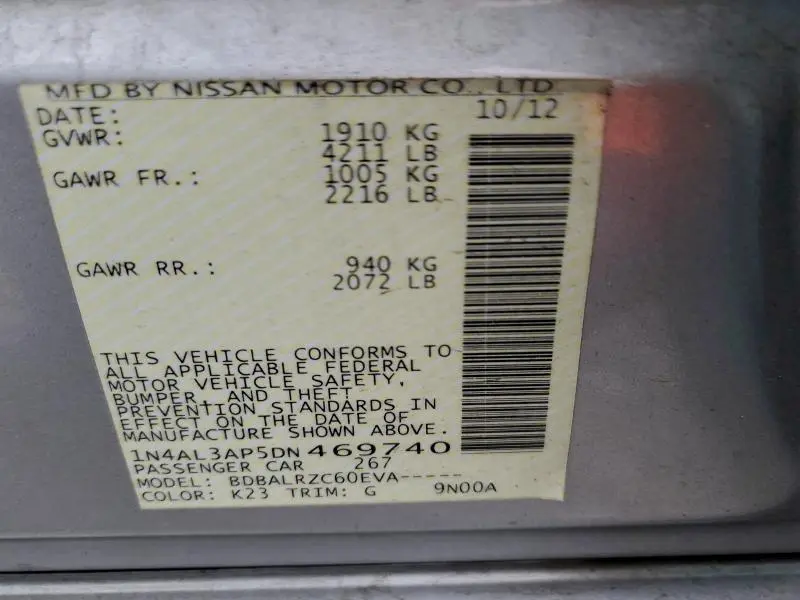 MFD BY NISSAN MOTOR CO., LTD.
DATE: 10/12
GVWR: 1910 KG
4211 LB
GAWR FR.: 1005 KG
2216 LB
GAWR RR.: 940 KG
2072 LB
THIS VEHICLE CONFORMS TO
ALL APPLICABLE FEDERAL
MOTOR VEHICLE SAFETY,
BUMPER, AND THEFT
PREVENTION STANDARDS IN
EFFECT ON THE DATE OF
MANUFACTURE SHOWN ABOVE.
1N4AL3AP5DN469740
PASSENGER CAR 267
MODEL: BDBALRZC60EVA-----
COLOR: K23 TRIM: G 9N00A